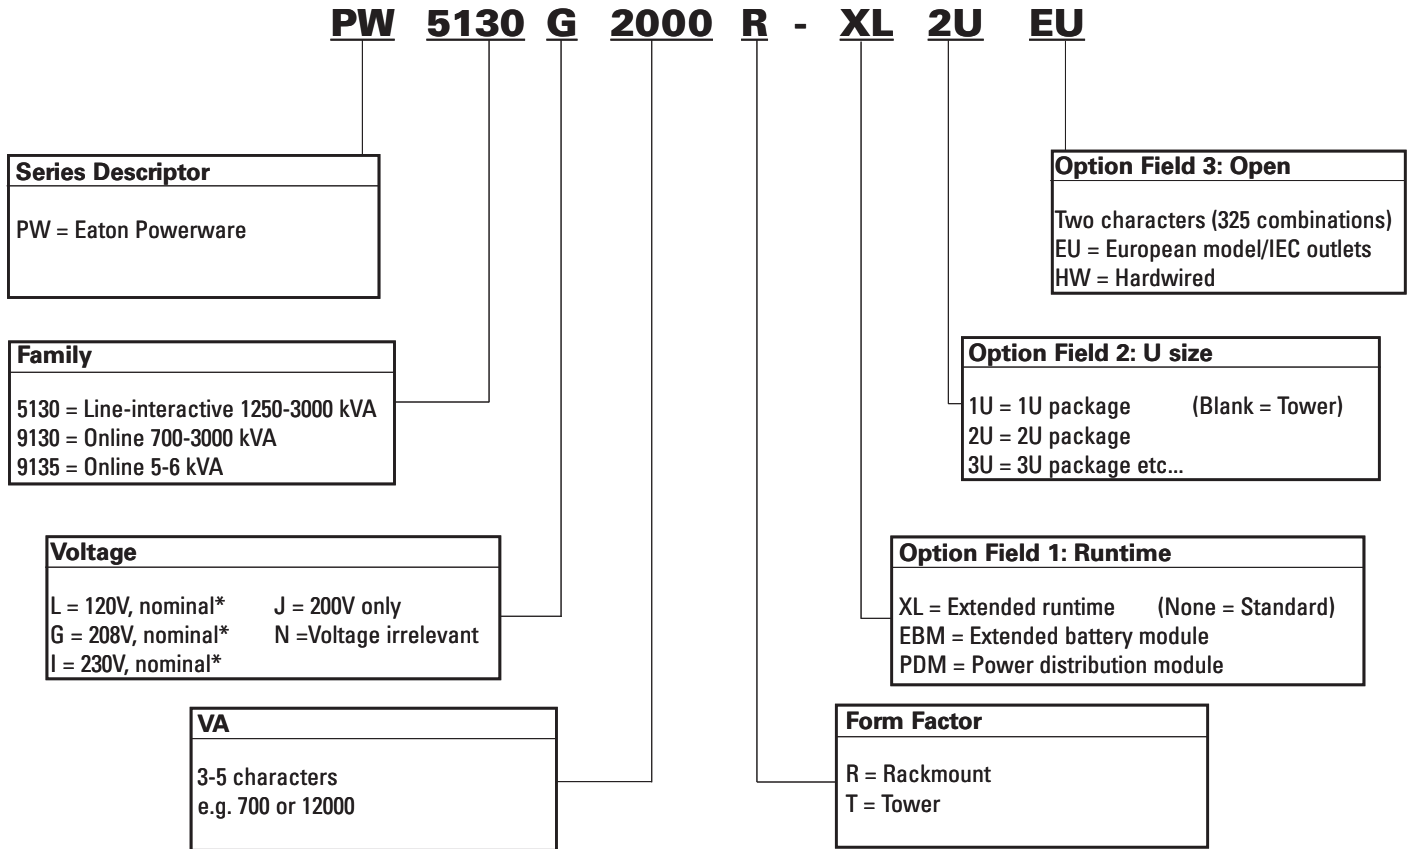 PW 5130 G 2000 R - XL 2U EU
Series Descriptor
PW = Eaton Powerware
Family
5130 = Line-interactive 1250-3000 kVA
9130 = Online 700-3000 kVA
9135 = Online 5-6 kVA
Voltage
L = 120V, nominal* J = 200V only
G = 208V, nominal* N =Voltage irrelevant
I = 230V, nominal*
VA
3-5 characters
e.g. 700 or 12000
Option Field 3: Open
Two characters (325 combinations)
EU = European model/IEC outlets
HW = Hardwired
Option Field 2: U size
1U = 1U package (Blank = Tower)
2U = 2U package
3U = 3U package etc...
Option Field 1: Runtime
XL = Extended runtime (None = Standard)
EBM = Extended battery module
PDM = Power distribution module
Form Factor
R = Rackmount
T = Tower